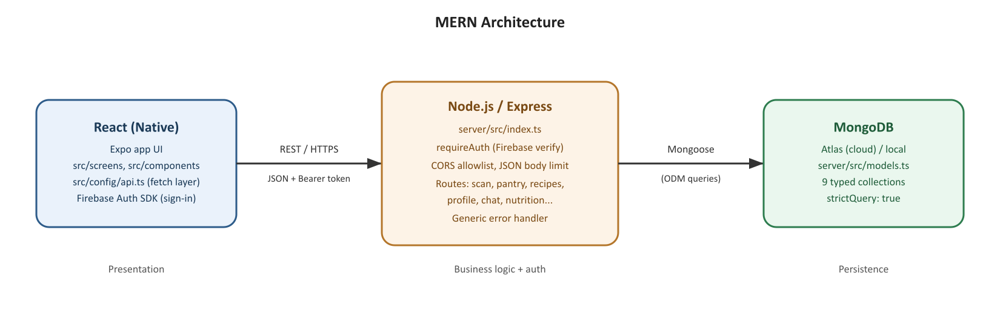 MERN Architecture
React (Native)
Expo app UI
src/screens, src/components
src/config/api.ts (fetch layer)
Firebase Auth SDK (sign-in)
REST / HTTPS
JSON + Bearer token
Node.js / Express
server/src/index.ts
requireAuth (Firebase verify)
CORS allowlist, JSON body limit
Routes: scan, pantry, recipes,
profile, chat, nutrition...
Generic error handler
Mongoose
(ODM queries)
MongoDB
Atlas (cloud) / local
server/src/models.ts
9 typed collections
strictQuery: true
Presentation
Business logic + auth
Persistence